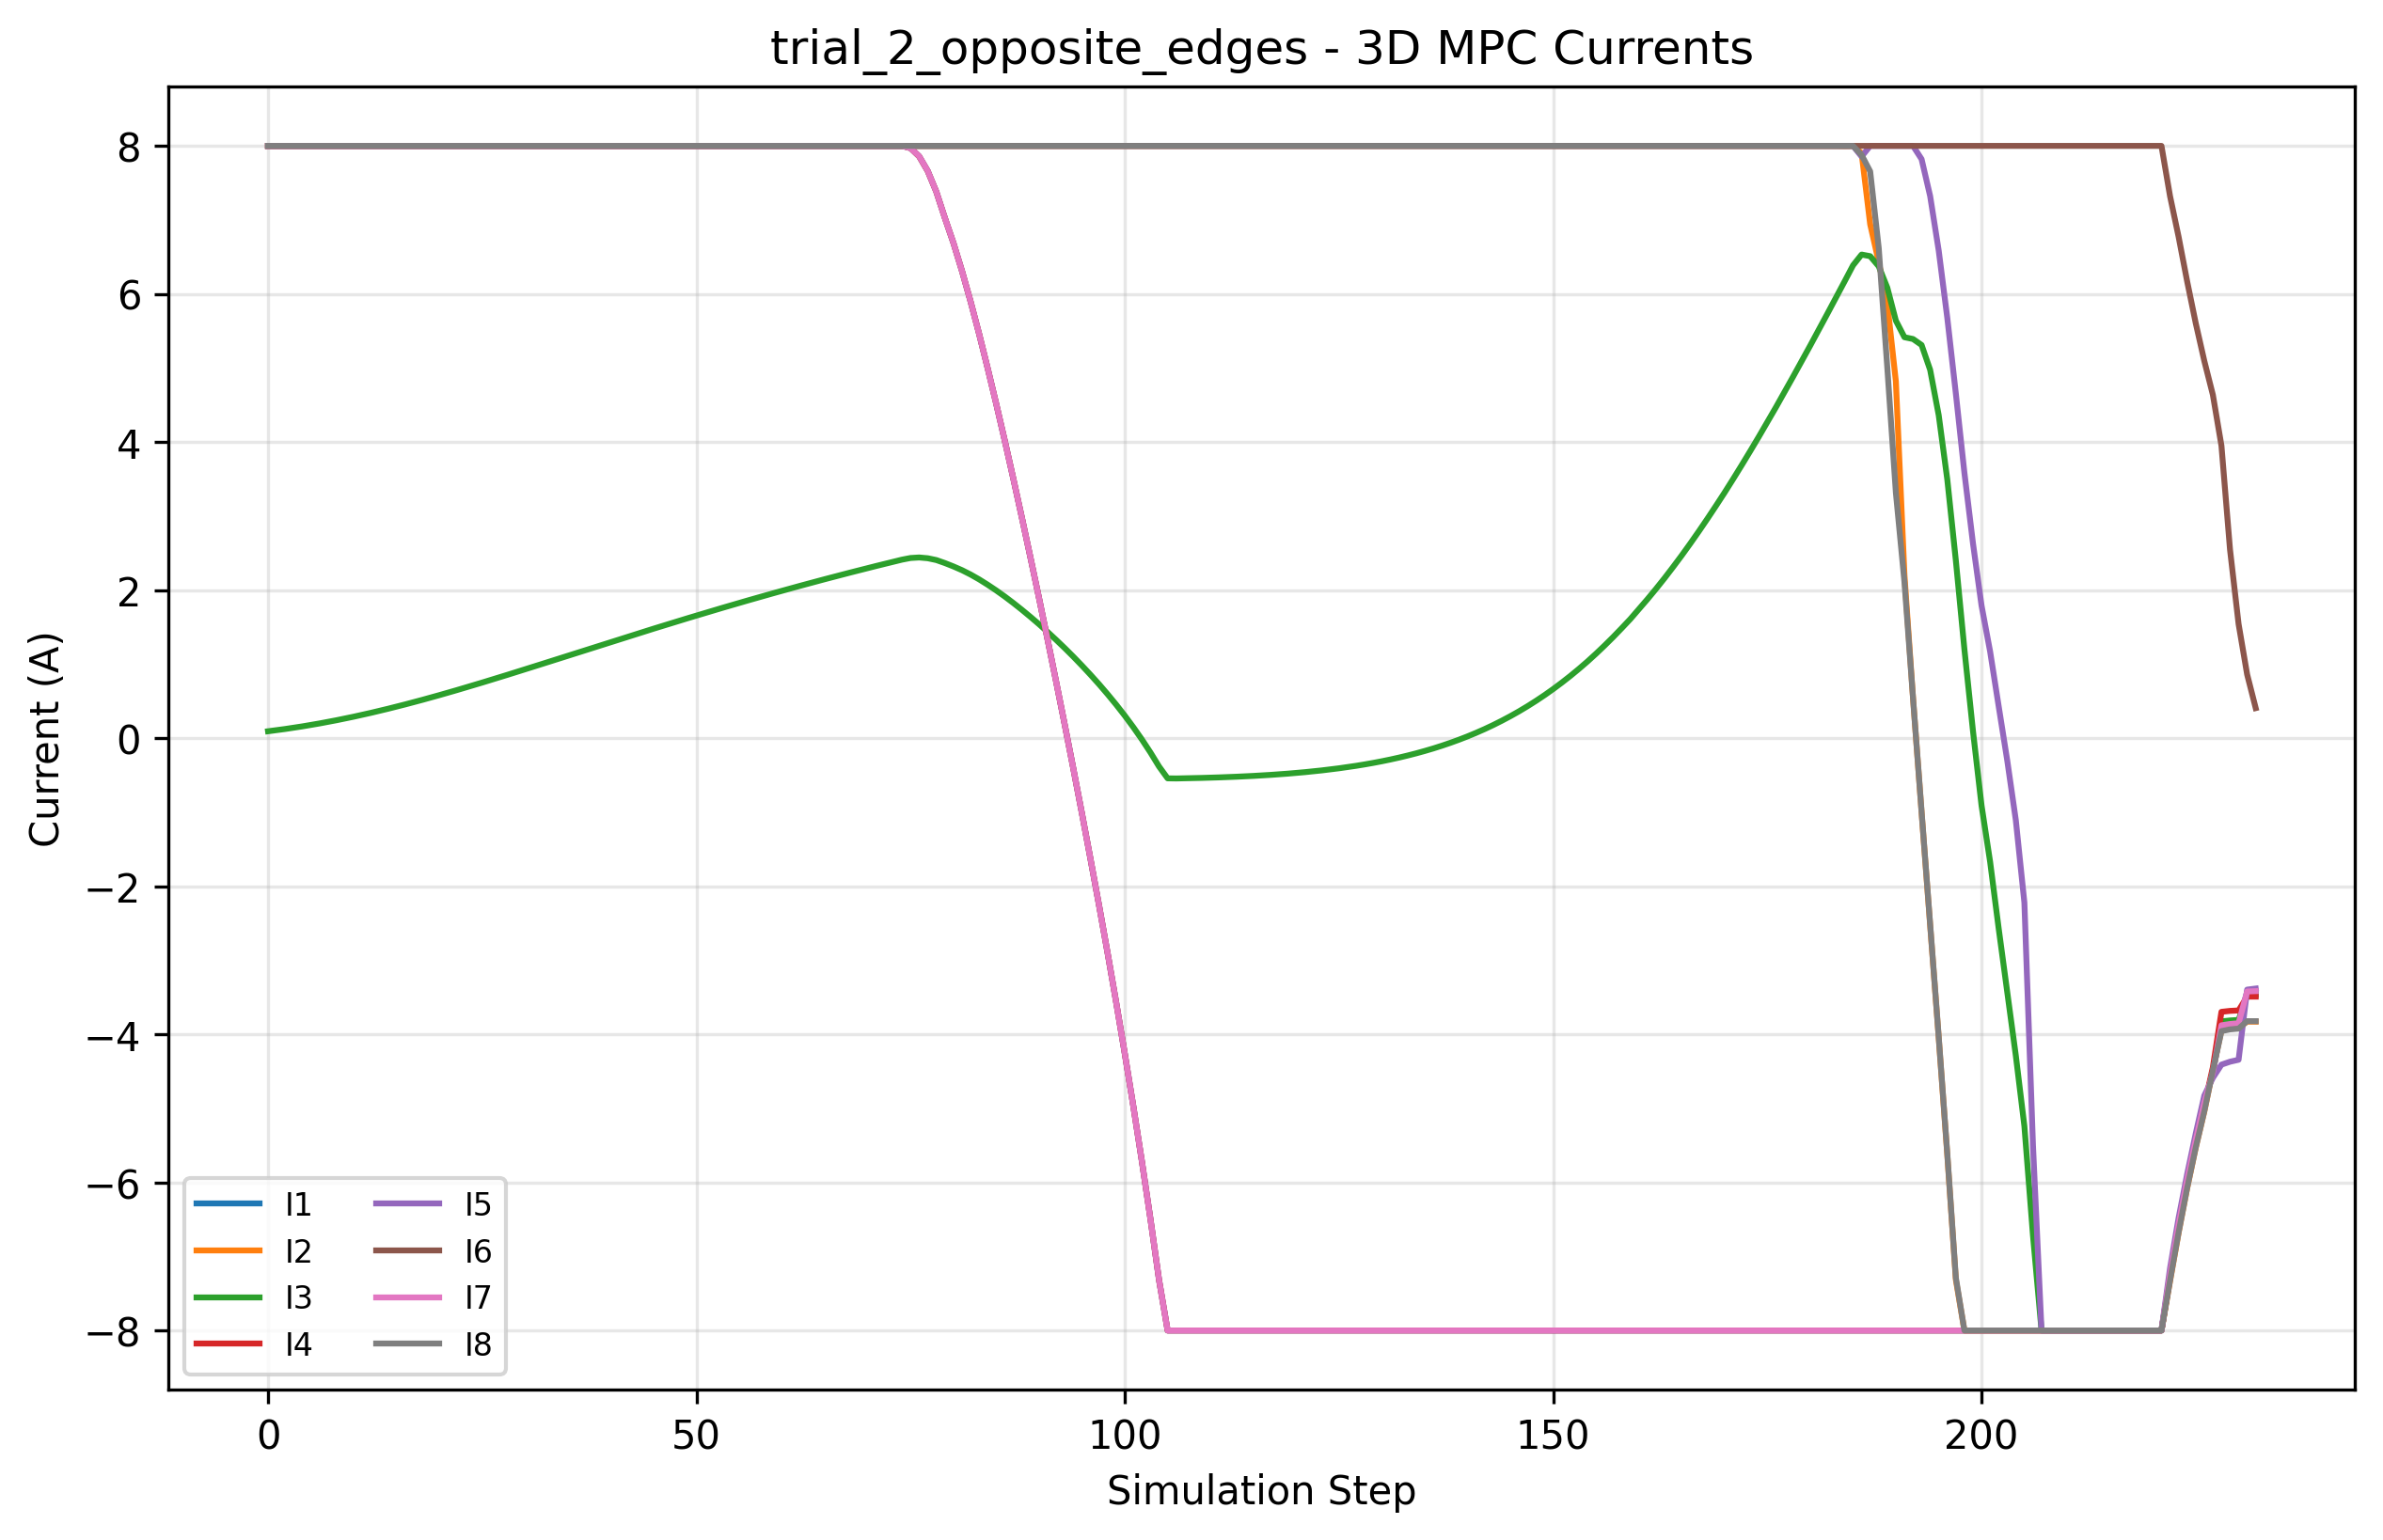 trial_2_opposite_edges - 3D MPC Currents
Current (A)
8
6
4
2
0
−2
−4
−6
−8
I1
I2
I3
I4
I5
I6
I7
I8
0
50
100
150
200
Simulation Step